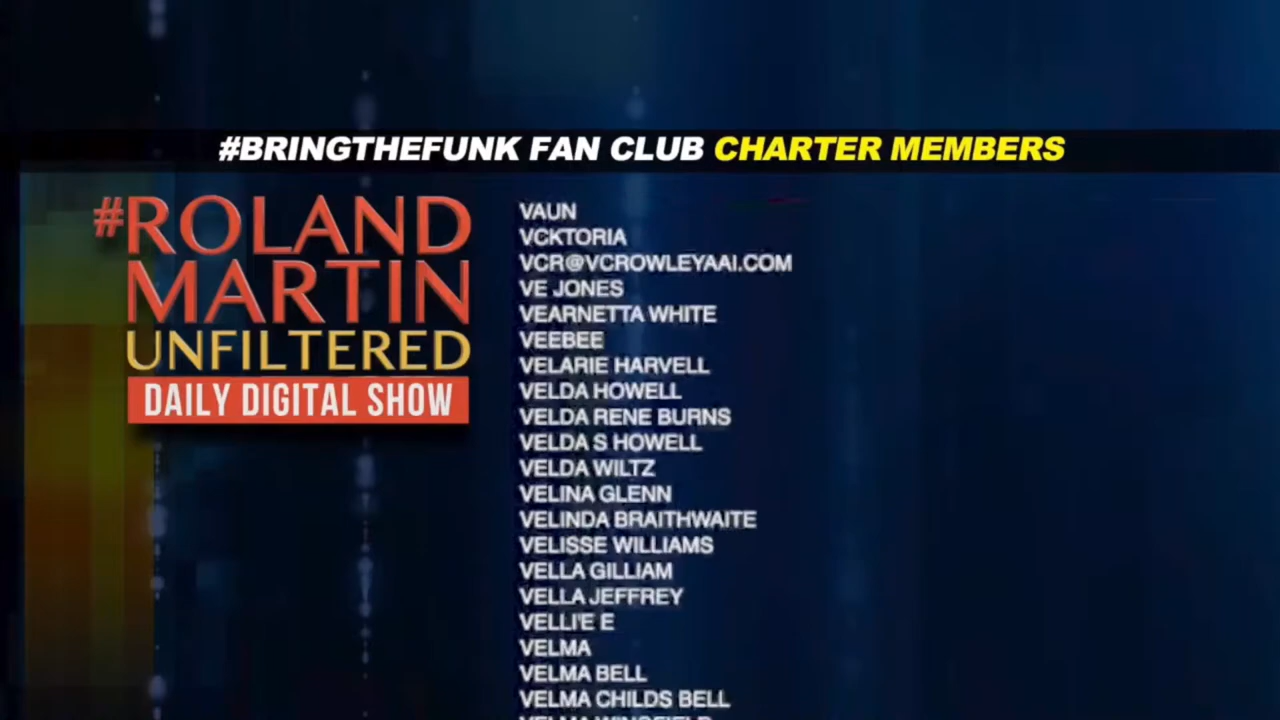 #BRINGTHEFUNK FAN CLUB CHARTER MEMBERS
#ROLAND
MARTIN
UNFILTERED
DAILY DIGITAL SHOW
VAUN
VCKTORIA
VCR@VCROWLEYAAI.COM
VE JONES
VEARNETTA WHITE
VEEBEE
VELARIE HARVELL
VELDA HOWELL
VELDA RENE BURNS
VELDA S HOWELL
VELDA WILTZ
VELINA GLENN
VELINDA BRAITHWAITE
VELISSE WILLIAMS
VELLA GILLIAM
VELLA JEFFREY
VELLI'E E
VELMA
VELMA BELL
VELMA CHILDS BELL
VELMA WINGFIELD